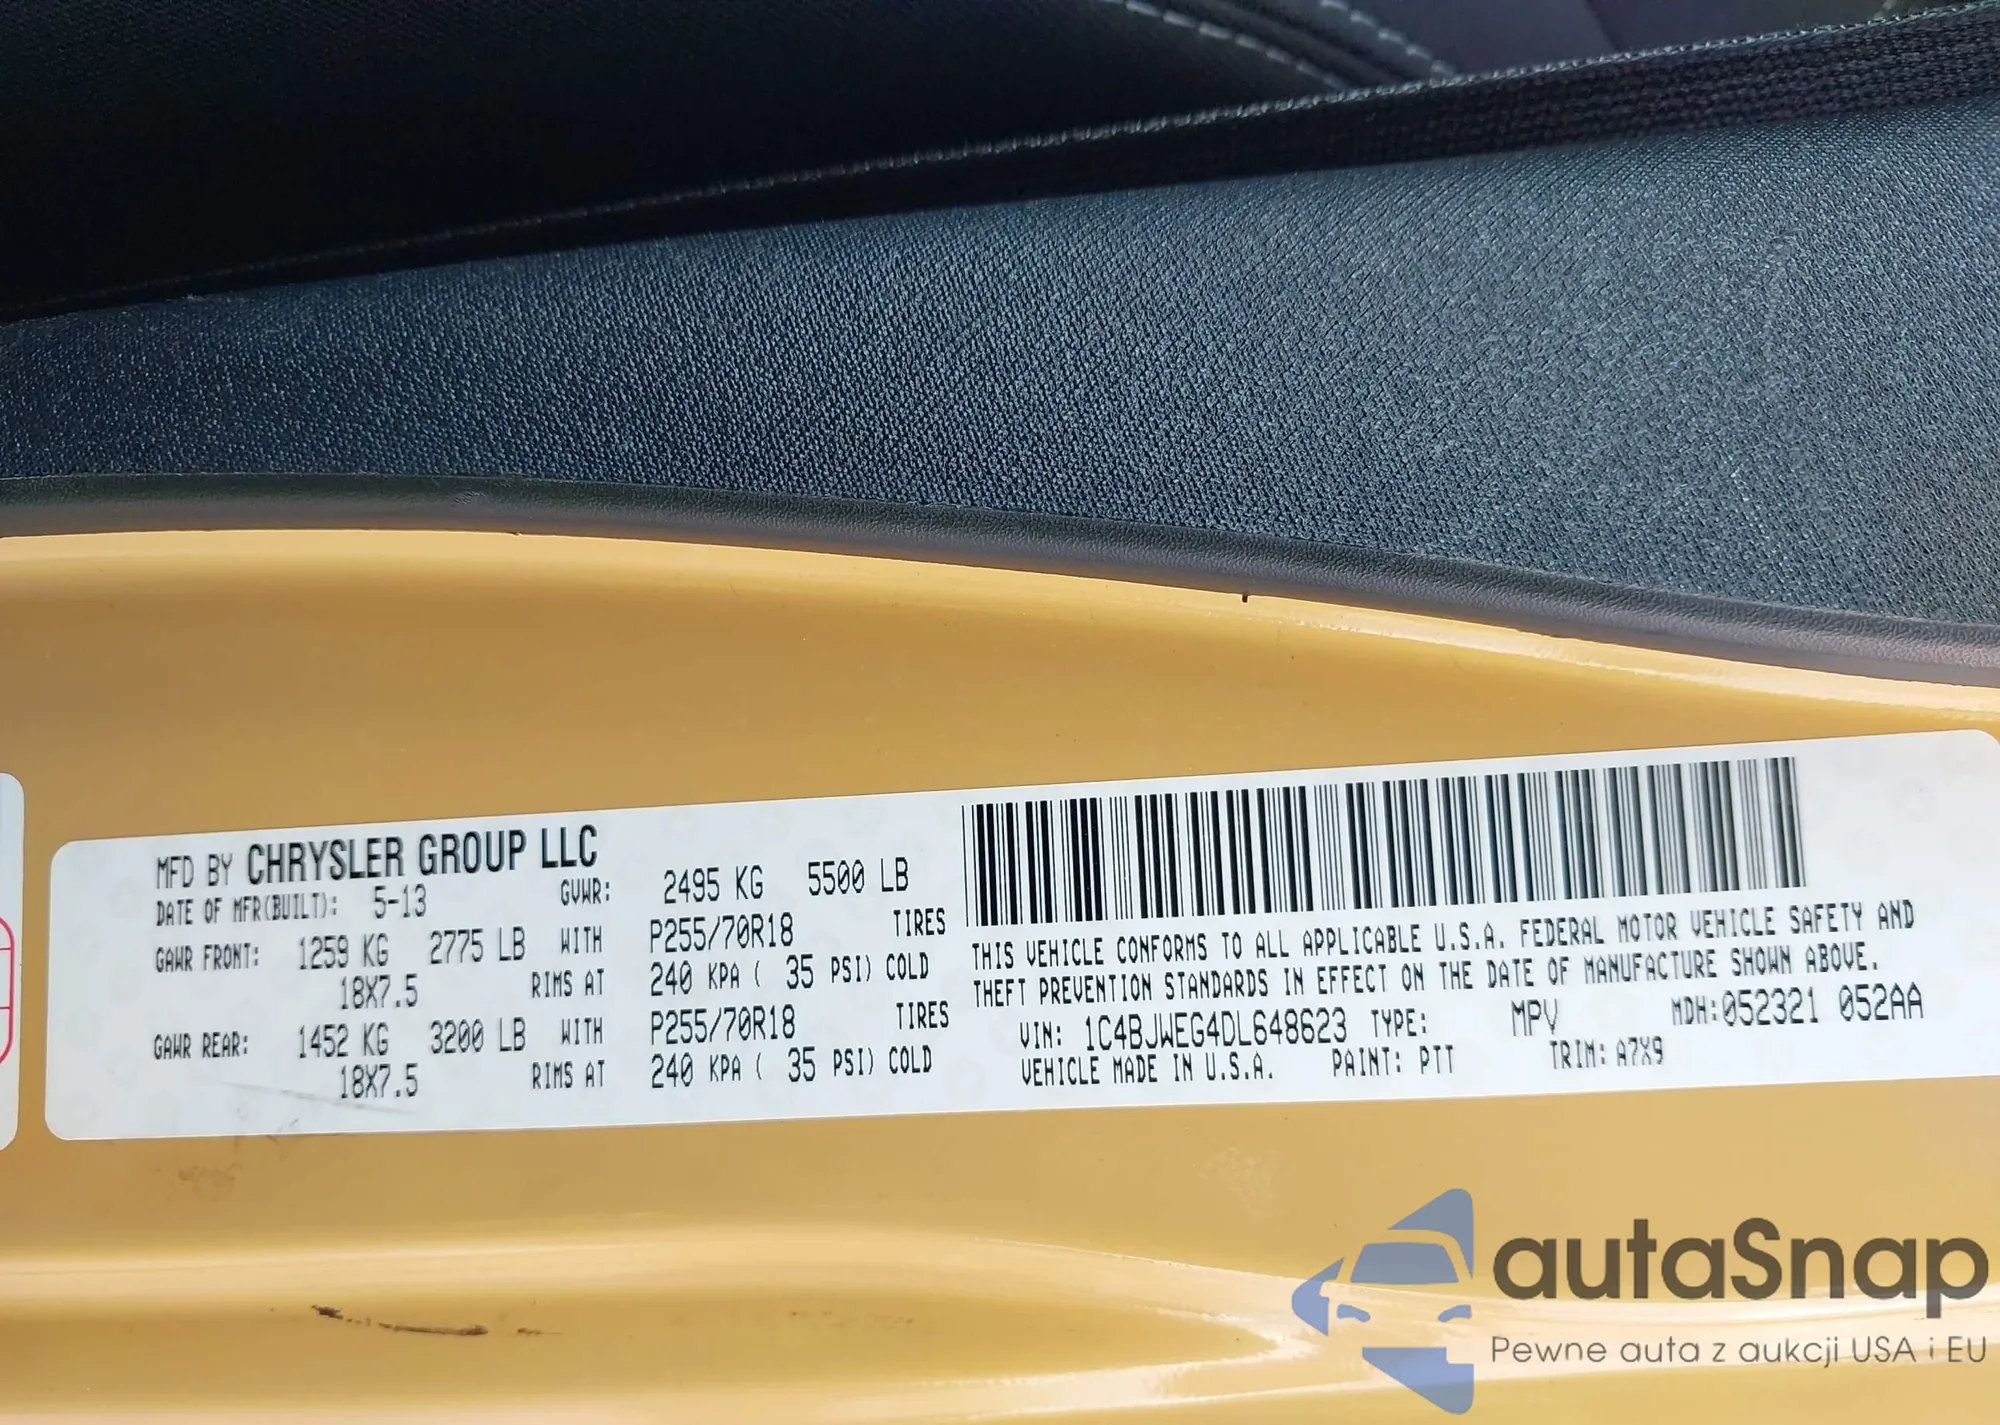 MFD BY CHRYSLER GROUP LLC
DATE OF MFR(BUILT): 5-13 GVWR: 2495 KG 5500 LB
GAWR FRONT: 1259 KG 2775 LB WITH P255/70R18 TIRES
18X7.5 RIMS AT 240 KPA ( 35 PSI) COLD
GAWR REAR: 1452 KG 3200 LB WITH P255/70R18 TIRES
18X7.5 RIMS AT 240 KPA ( 35 PSI) COLD
THIS VEHICLE CONFORMS TO ALL APPLICABLE U.S.A. FEDERAL MOTOR VEHICLE SAFETY AND
THEFT PREVENTION STANDARDS IN EFFECT ON THE DATE OF MANUFACTURE SHOWN ABOVE.
VIN: 1C4BJWEG4DL648623 TYPE: MPV MDH:052321 052AA
VEHICLE MADE IN U.S.A. PAINT: PTT TRIM: A7X9
autaSnap
Pewne auta z aukcji USA i EU